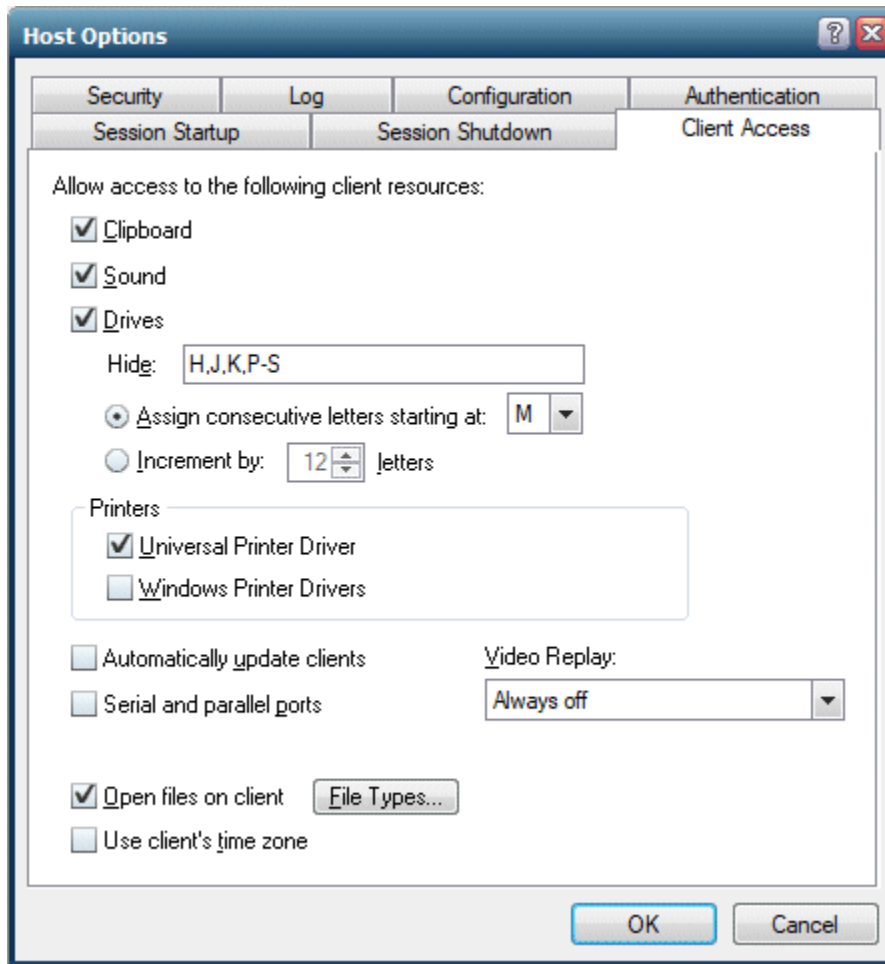 Host Options
Security Log Configuration Authentication
Session Startup Session Shutdown Client Access
Allow access to the following client resources:
Clipboard
Sound
Drives
Hide: H,J,K,P-S
Assign consecutive letters starting at: M
Increment by: 12 letters
Printers
Universal Printer Driver
Windows Printer Drivers
Automatically update clients Video Replay:
Serial and parallel ports Always off
Open files on client File Types...
Use client's time zone
OK Cancel